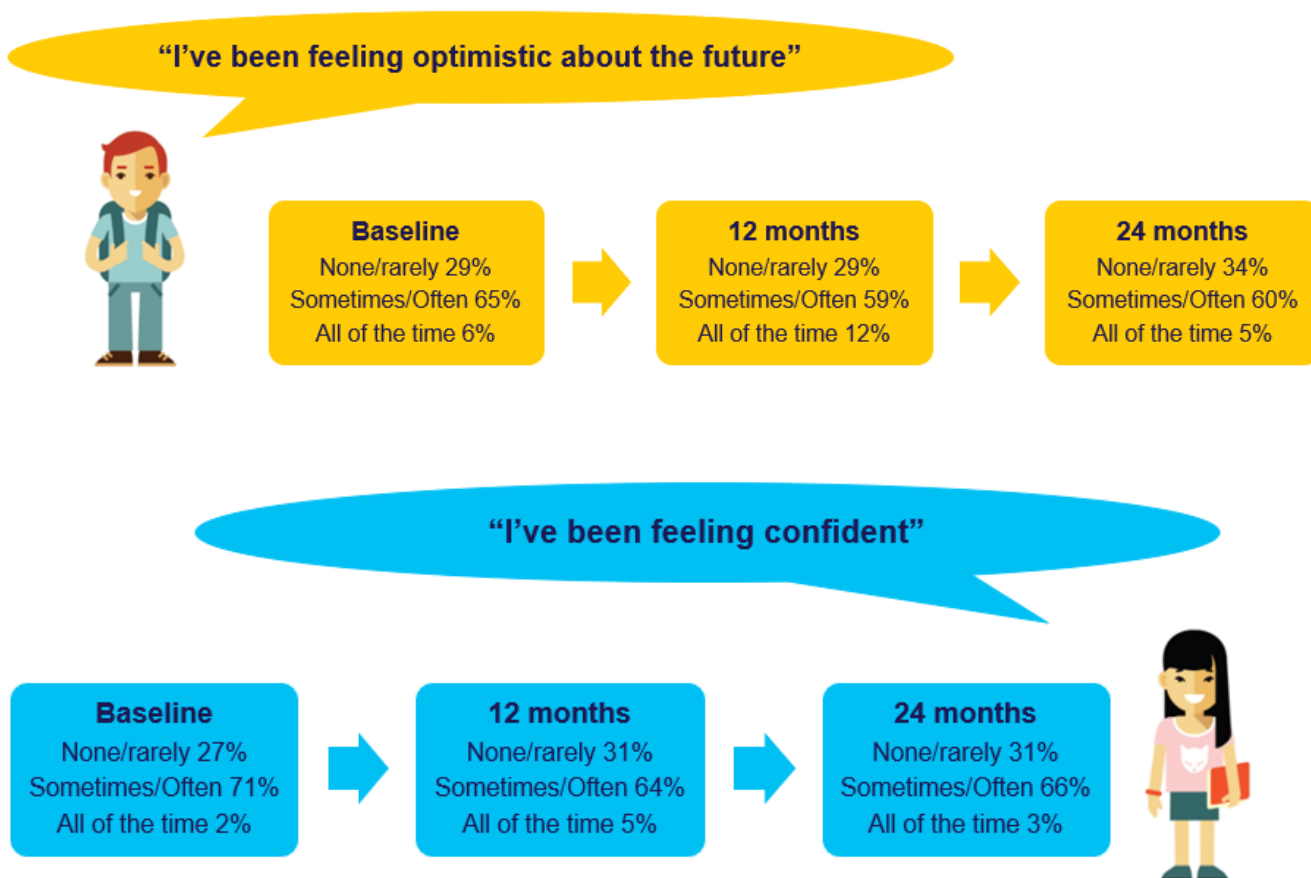 “I’ve been feeling optimistic about the future”
Baseline
None/rarely 29%
Sometimes/Often 65%
All of the time 6%
12 months
None/rarely 29%
Sometimes/Often 59%
All of the time 12%
24 months
None/rarely 34%
Sometimes/Often 60%
All of the time 5%
“I’ve been feeling confident”
Baseline
None/rarely 27%
Sometimes/Often 71%
All of the time 2%
12 months
None/rarely 31%
Sometimes/Often 64%
All of the time 5%
24 months
None/rarely 31%
Sometimes/Often 66%
All of the time 3%